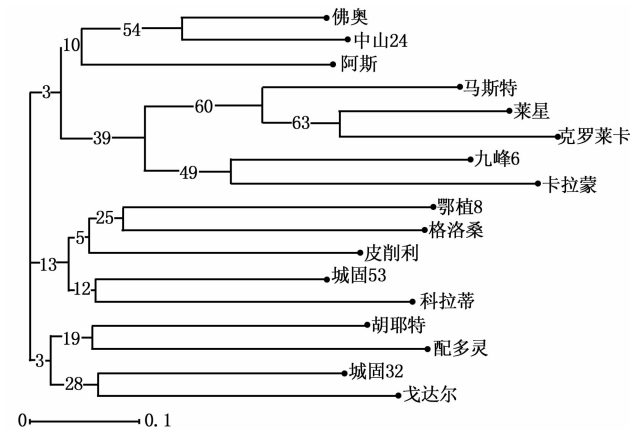 佛奥
54
10
中山24
阿斯
3
马斯特
60
莱星
63
克罗莱卡
39
九峰6
49
卡拉蒙
鄂植8
25
格洛桑
5
皮削利
13
城固53
12
科拉蒂
胡耶特
19
配多灵
3
城固32
28
戈达尔
0 0.1